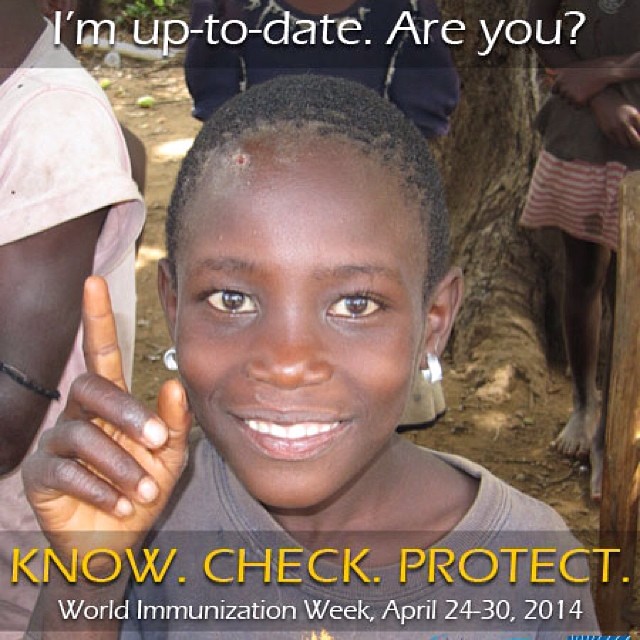 I'm up-to-date. Are you?
KNOW. CHECK. PROTECT.
World Immunization Week, April 24-30, 2014